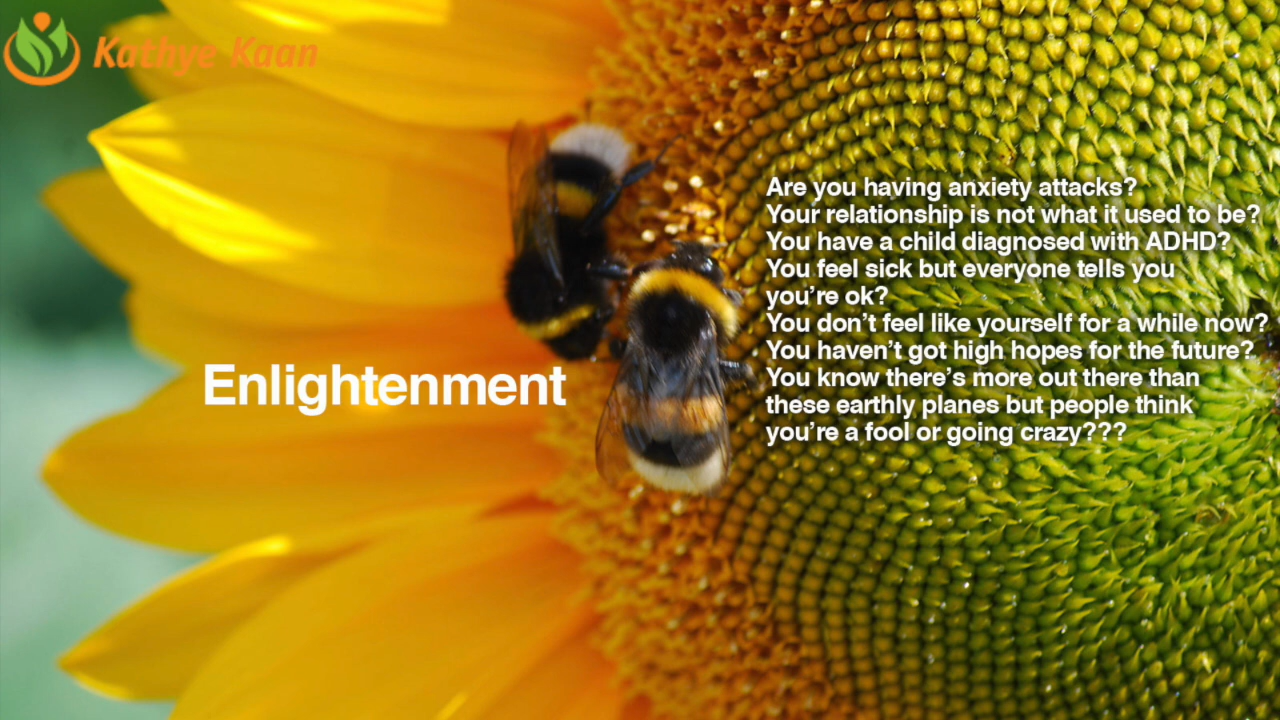 Kathye Kaan
Enlightenment
Are you having anxiety attacks?
Your relationship is not what it used to be?
You have a child diagnosed with ADHD?
You feel sick but everyone tells you
you’re ok?
You don’t feel like yourself for a while now?
You haven’t got high hopes for the future?
You know there’s more out there than
these earthly planes but people think
you’re a fool or going crazy???